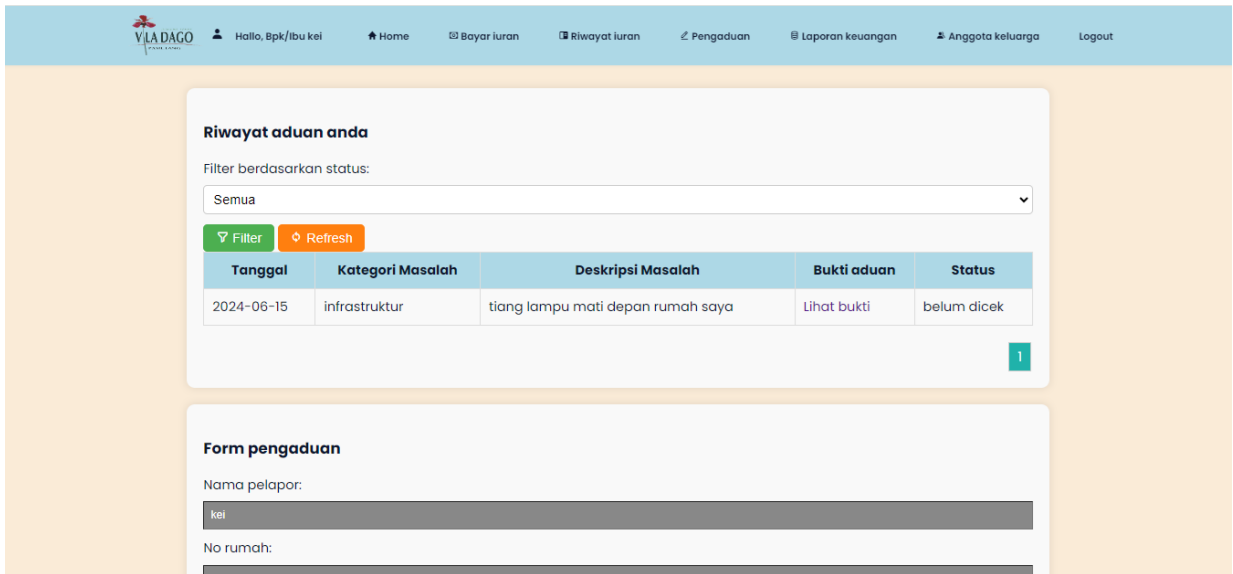 VILA DAGO
Hallo, Bpk/Ibu kei
Home
Bayar iuran
Riwayat iuran
Pengaduan
Laporan keuangan
Anggota keluarga
Logout
Riwayat aduan anda
Filter berdasarkan status:
Semua
Filter
Refresh
Tanggal Kategori Masalah Deskripsi Masalah Bukti aduan Status
2024-06-15 infrastruktur tiang lampu mati depan rumah saya Lihat bukti belum dicek
1
Form pengaduan
Nama pelapor:
kei
No rumah: